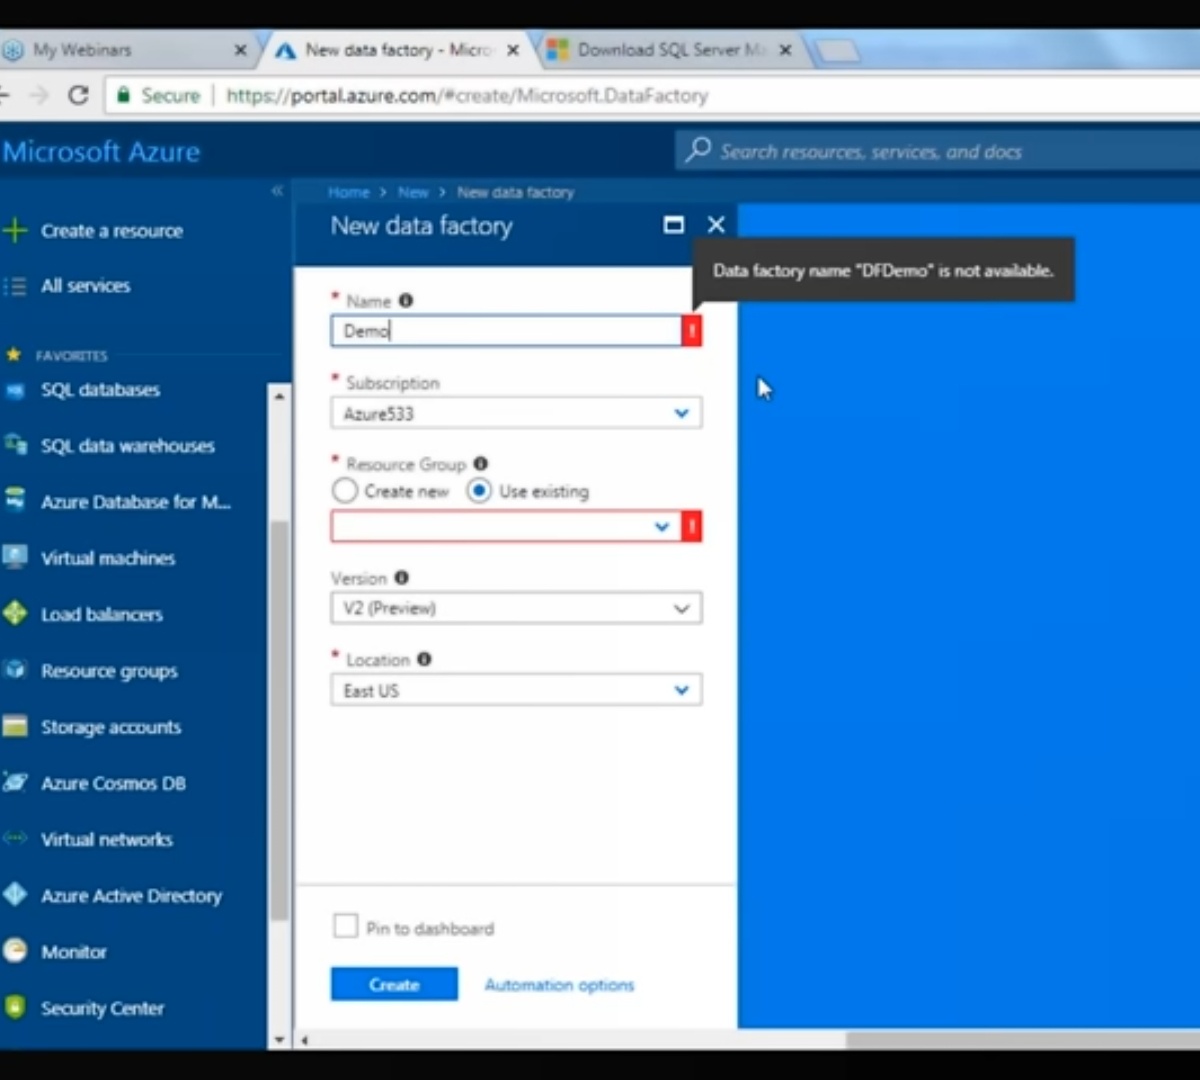 My Webinars
New data factory - Micro
Download SQL Server M
Secure
https://portal.azure.com/#create/Microsoft.DataFactory
Microsoft Azure
Search resources, services, and docs
Home > New > New data factory
Create a resource
All services
FAVORITES
SQL databases
SQL data warehouses
Azure Database for M...
Virtual machines
Load balancers
Resource groups
Storage accounts
Azure Cosmos DB
Virtual networks
Azure Active Directory
Monitor
Security Center
New data factory
Data factory name "DFDemo" is not available.
* Name
Demo
* Subscription
Azure533
* Resource Group
Create new Use existing
Version
V2 (Preview)
* Location
East US
Pin to dashboard
Create Automation options